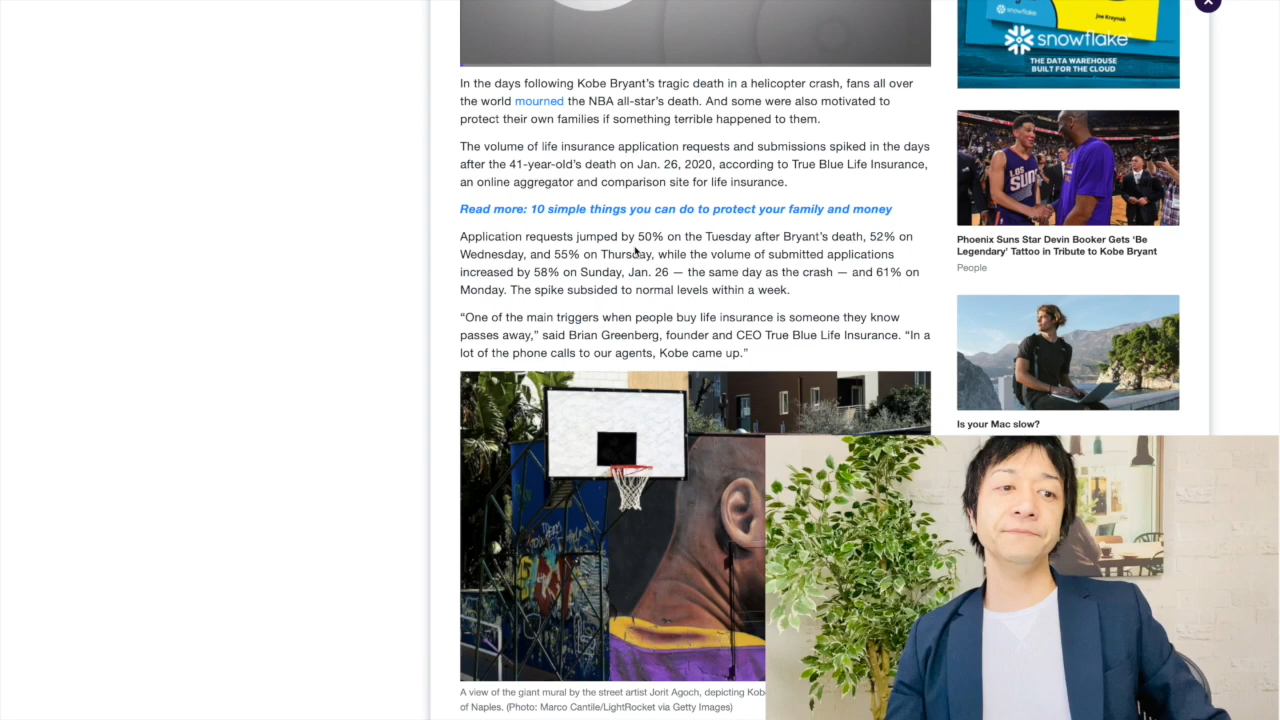 In the days following Kobe Bryant’s tragic death in a helicopter crash, fans all over
the world mourned the NBA all-star’s death. And some were also motivated to
protect their own families if something terrible happened to them.
The volume of life insurance application requests and submissions spiked in the days
after the 41-year-old’s death on Jan. 26, 2020, according to True Blue Life Insurance,
an online aggregator and comparison site for life insurance.
Read more: 10 simple things you can do to protect your family and money
Application requests jumped by 50% on the Tuesday after Bryant’s death, 52% on
Wednesday, and 55% on Thursday, while the volume of submitted applications
increased by 58% on Sunday, Jan. 26 — the same day as the crash — and 61% on
Monday. The spike subsided to normal levels within a week.
“One of the main triggers when people buy life insurance is someone they know
passes away,” said Brian Greenberg, founder and CEO True Blue Life Insurance. “In a
lot of the phone calls to our agents, Kobe came up.”
A view of the giant mural by the street artist Jorit Agoch, depicting Kob
of Naples. (Photo: Marco Cantile/LightRocket via Getty Images)
snowflake
Joe Kraynak
snowflake
THE DATA WAREHOUSE
BUILT FOR THE CLOUD
LOS
SUN
Phoenix Suns Star Devin Booker Gets ‘Be
Legendary’ Tattoo in Tribute to Kobe Bryant
People
Is your Mac slow?